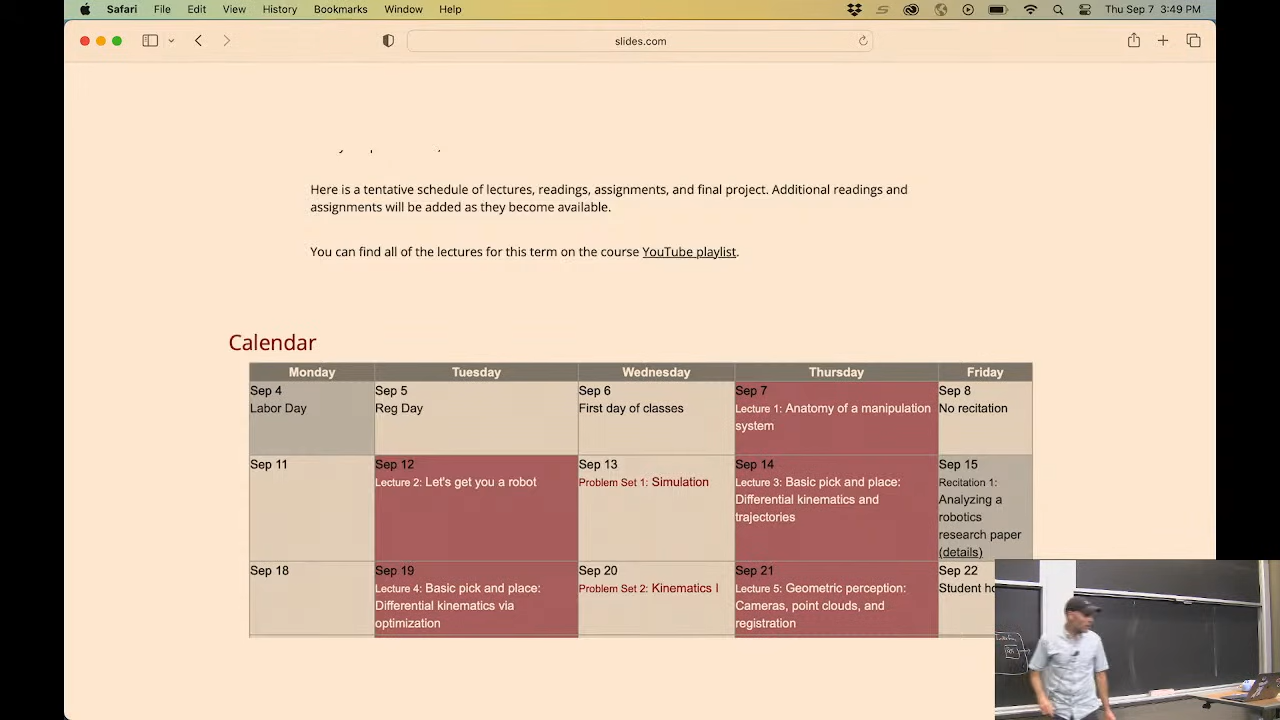 Safari File Edit View History Bookmarks Window Help Thu Sep 7 3:49 PM
slides.com
Here is a tentative schedule of lectures, readings, assignments, and final project. Additional readings and
assignments will be added as they become available.
You can find all of the lectures for this term on the course YouTube playlist.
Calendar
Monday Tuesday Wednesday Thursday Friday
Sep 4
Labor Day
Sep 5
Reg Day
Sep 6
First day of classes
Sep 7
Lecture 1: Anatomy of a manipulation
system
Sep 8
No recitation
Sep 11
Sep 12
Lecture 2: Let's get you a robot
Sep 13
Problem Set 1: Simulation
Sep 14
Lecture 3: Basic pick and place:
Differential kinematics and
trajectories
Sep 15
Recitation 1:
Analyzing a
robotics
research paper
(details)
Sep 18
Sep 19
Lecture 4: Basic pick and place:
Differential kinematics via
optimization
Sep 20
Problem Set 2: Kinematics I
Sep 21
Lecture 5: Geometric perception:
Cameras, point clouds, and
registration
Sep 22
Student